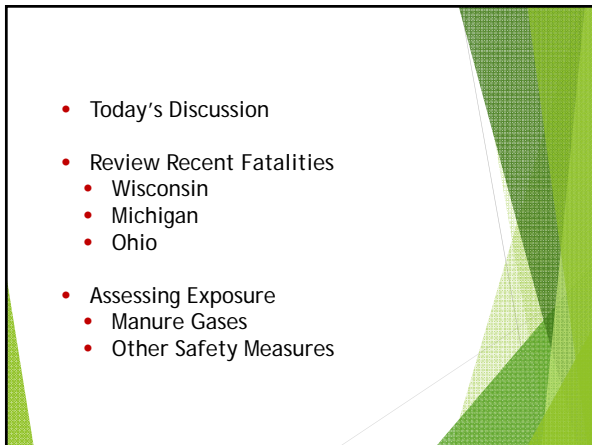 • Today's Discussion
• Review Recent Fatalities
• Wisconsin
• Michigan
• Ohio
• Assessing Exposure
• Manure Gases
• Other Safety Measures